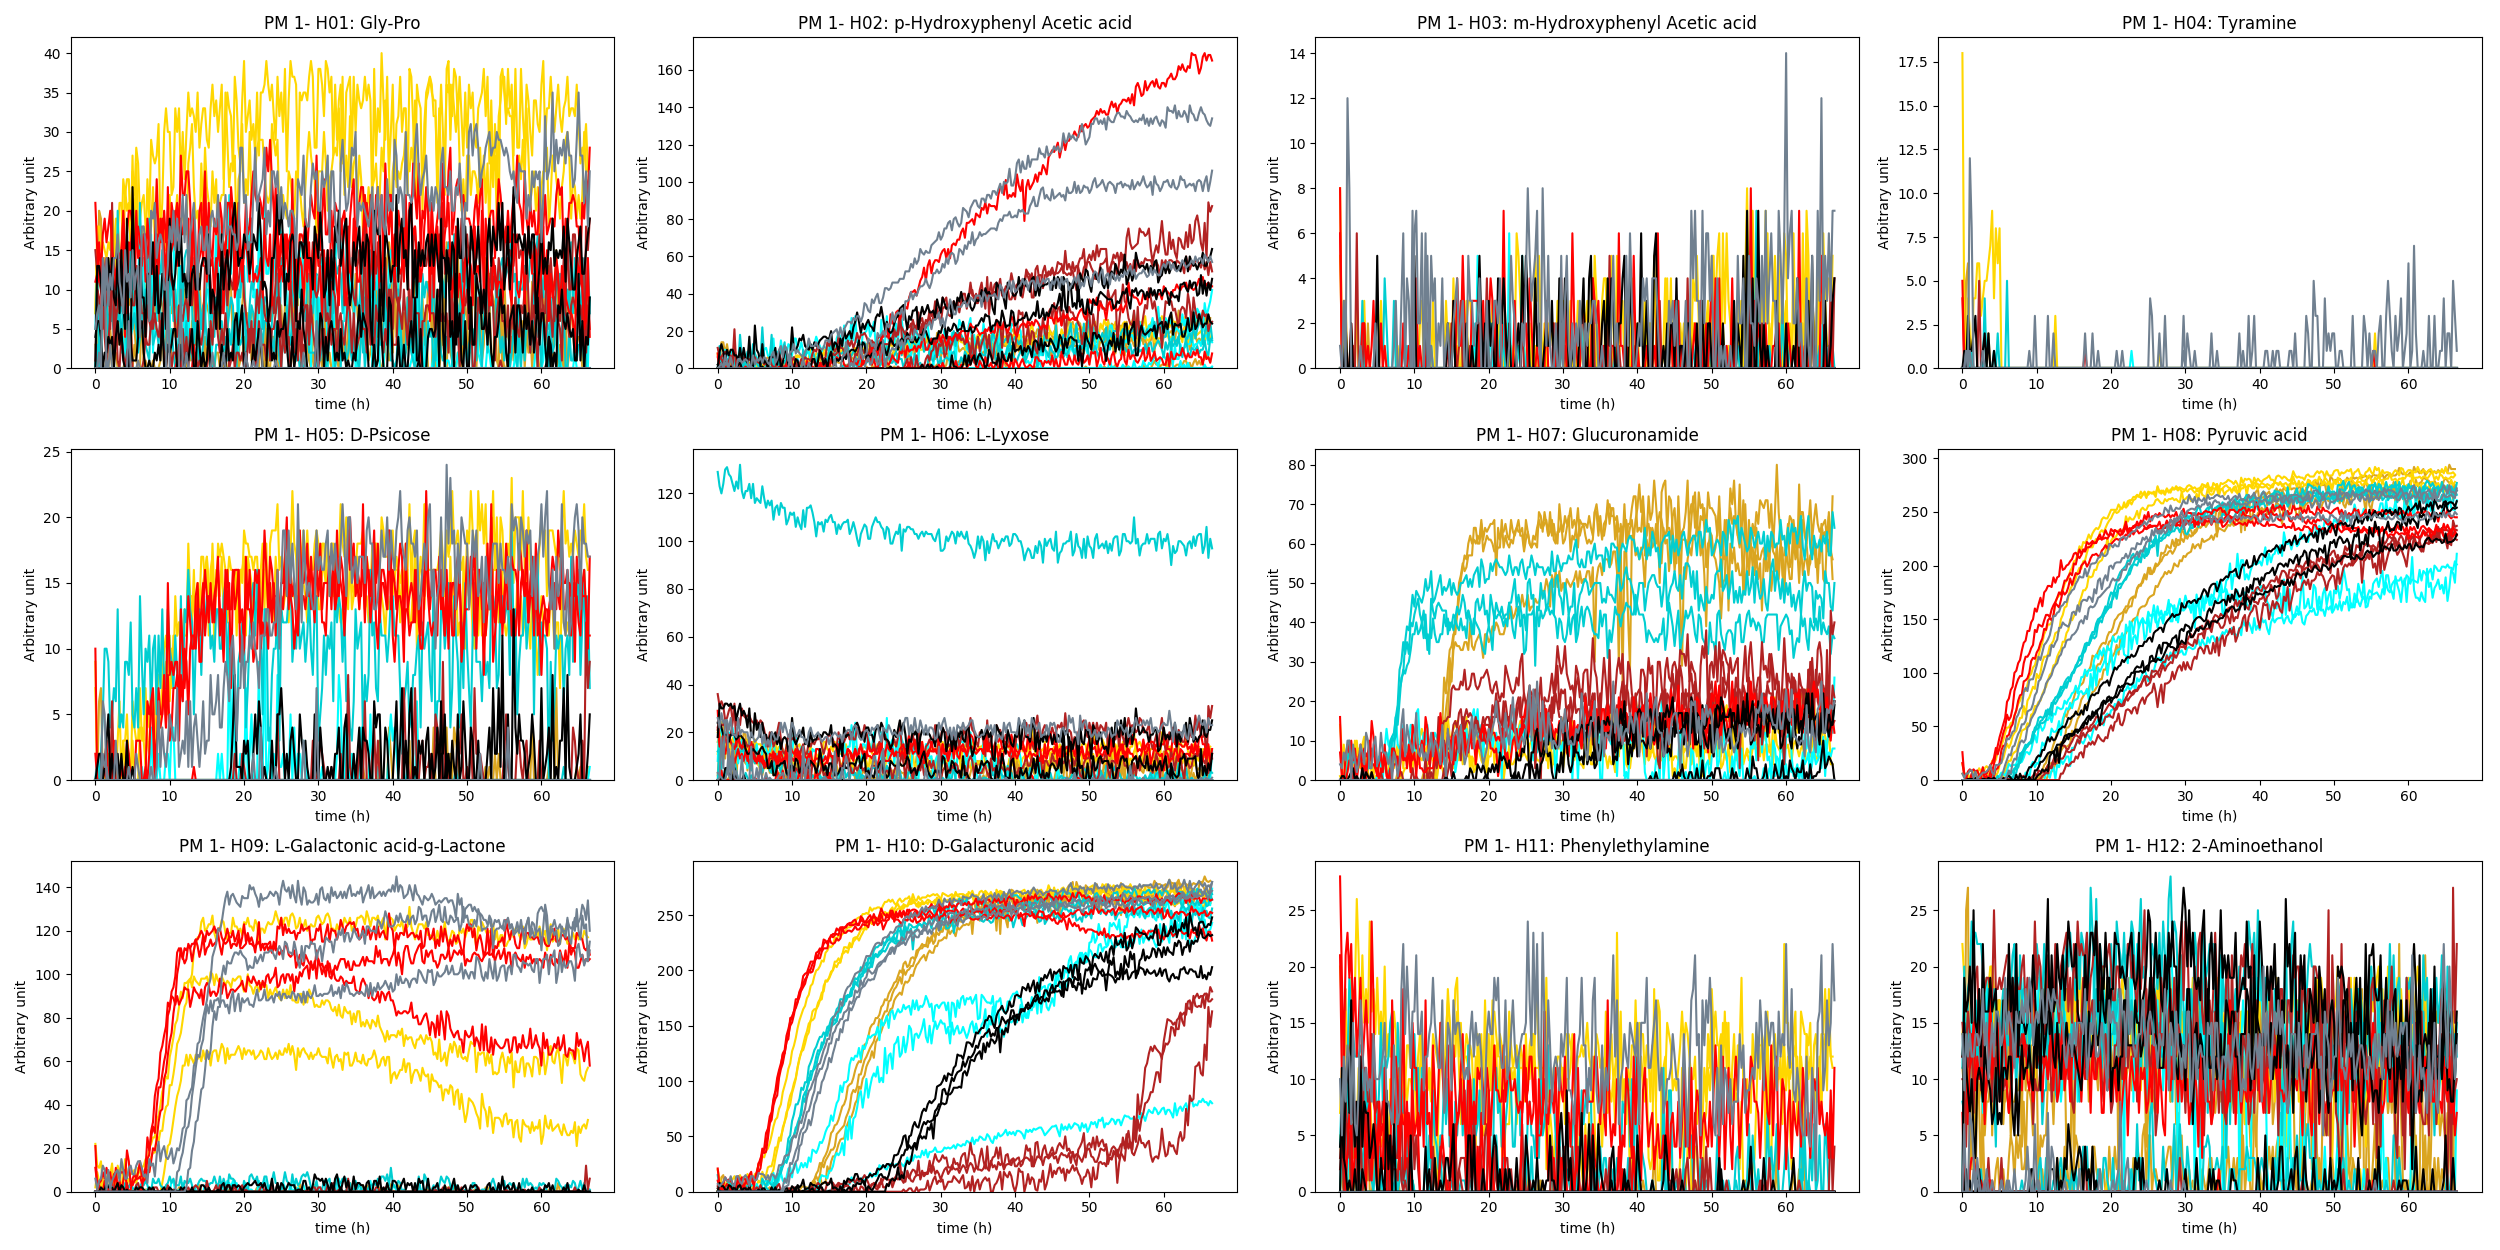 PM 1- H01: Gly-Pro
PM 1- H02: p-Hydroxyphenyl Acetic acid
PM 1- H03: m-Hydroxyphenyl Acetic acid
PM 1- H04: Tyramine
Arbitrary unit
40
35
30
25
20
15
10
5
0
0 10 20 30 40 50 60
time (h)
Arbitrary unit
160
140
120
100
80
60
40
20
0
0 10 20 30 40 50 60
time (h)
Arbitrary unit
14
12
10
8
6
4
2
0
0 10 20 30 40 50 60
time (h)
Arbitrary unit
17.5
15.0
12.5
10.0
7.5
5.0
2.5
0.0
0 10 20 30 40 50 60
time (h)
PM 1- H05: D-Psicose
PM 1- H06: L-Lyxose
PM 1- H07: Glucuronamide
PM 1- H08: Pyruvic acid
Arbitrary unit
25
20
15
10
5
0
0 10 20 30 40 50 60
time (h)
Arbitrary unit
120
100
80
60
40
20
0
0 10 20 30 40 50 60
time (h)
Arbitrary unit
80
70
60
50
40
30
20
10
0
0 10 20 30 40 50 60
time (h)
Arbitrary unit
300
250
200
150
100
50
0
0 10 20 30 40 50 60
time (h)
PM 1- H09: L-Galactonic acid-g-Lactone
PM 1- H10: D-Galacturonic acid
PM 1- H11: Phenylethylamine
PM 1- H12: 2-Aminoethanol
Arbitrary unit
140
120
100
80
60
40
20
0
0 10 20 30 40 50 60
time (h)
Arbitrary unit
250
200
150
100
50
0
0 10 20 30 40 50 60
time (h)
Arbitrary unit
25
20
15
10
5
0
0 10 20 30 40 50 60
time (h)
Arbitrary unit
25
20
15
10
5
0
0 10 20 30 40 50 60
time (h)